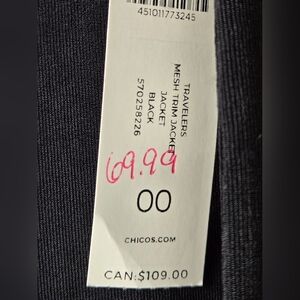 451011773245
TRAVELERS
MESH TRIM JACKET
JACKET
BLACK
570258226
69.99
00
CHICOS.COM
CAN:$109.00